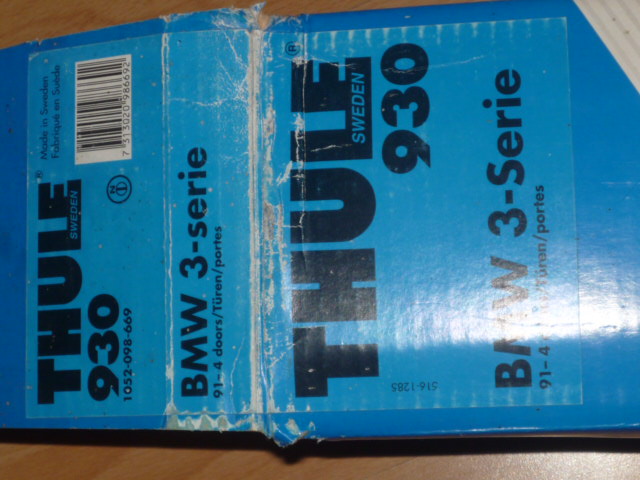 Made in Sweden
Fabriqué en Suède
7 313020 986692
THULE®
SWEDEN
930
1052-098-669
N
BMW 3-serie
91– 4 doors/Türen/portes
THULE®
SWEDEN
930
516-1285
BMW 3-Serie
91– 4 doors/Türen/portes